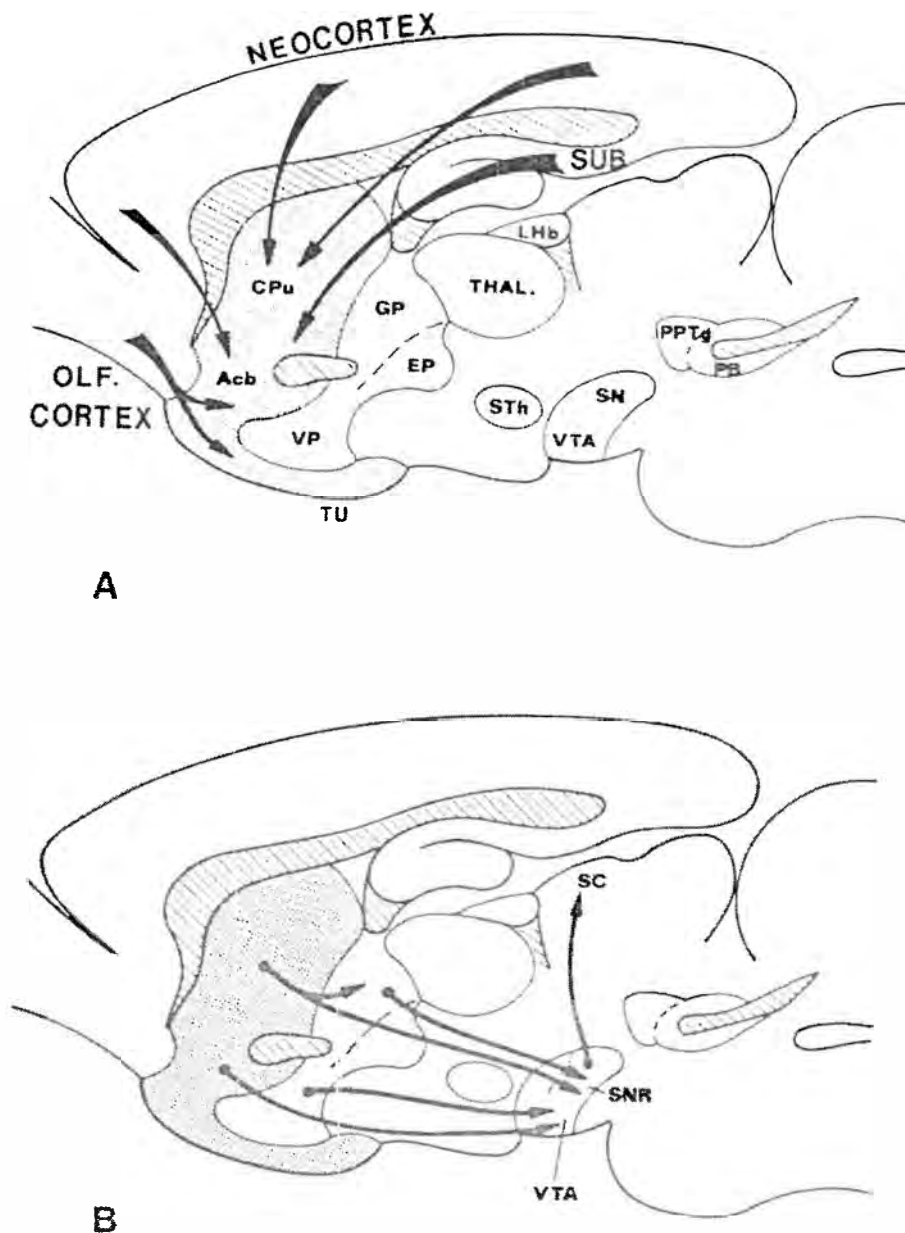 NEOCORTEX
SUB
LHb
CPu
GP
THAL.
PPTg
PB
OLF.
CORTEX
Acb
EP
STh
SN
VP
VTA
TU
A
SC
SNR
VTA
B